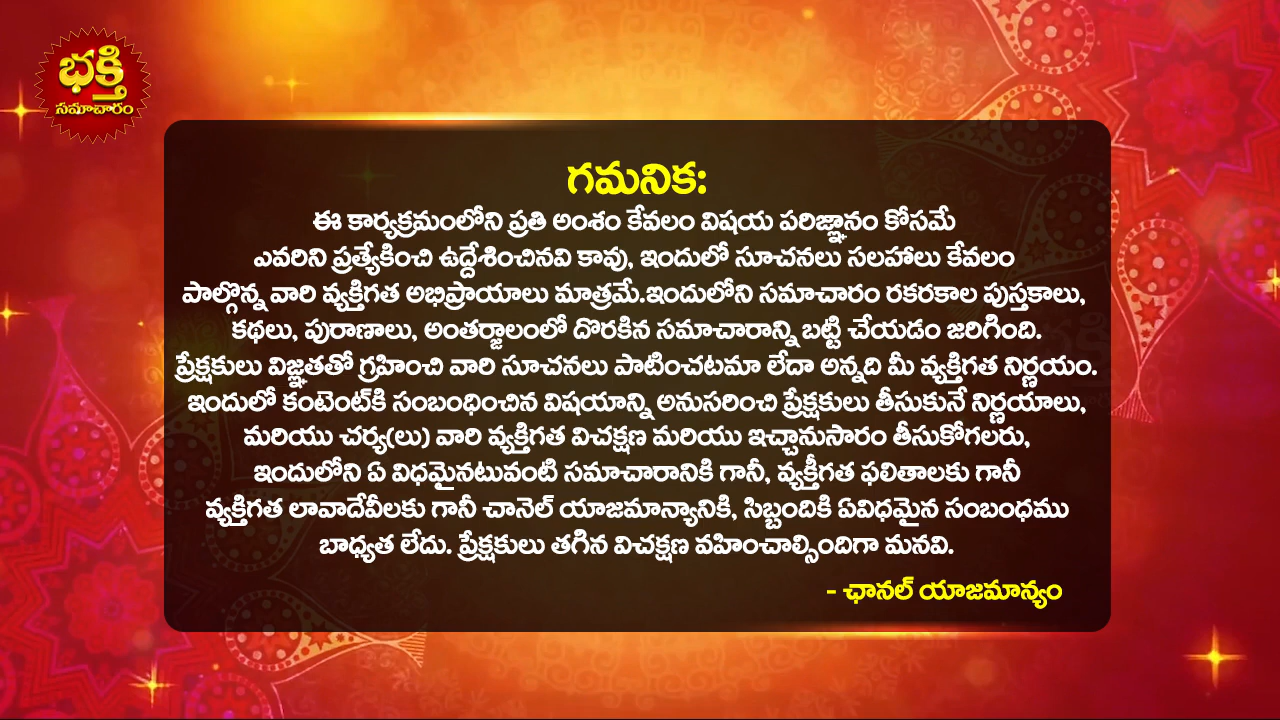 భక్తి
సమాచారం
గమనిక:
ఈ కార్యక్రమంలోని ప్రతి అంశం కేవలం విషయ పరిజ్ఞానం కోసమే
ఎవరిని ప్రత్యేకించి ఉద్దేశించినవి కావు, ఇందులో సూచనలు సలహాలు కేవలం
పాల్గొన్న వారి వ్యక్తిగత అభిప్రాయాలు మాత్రమే.ఇందులోని సమాచారం రకరకాల పుస్తకాలు,
కథలు, పురాణాలు, అంతర్జాలంలో దొరకిన సమాచారాన్ని బట్టి చేయడం జరిగింది.
ప్రేక్షకులు విజ్ఞతతో గ్రహించి వారి సూచనలు పాటించటమా లేదా అన్నది మీ వ్యక్తిగత నిర్ణయం.
ఇందులో కంటెంట్‌కి సంబంధించిన విషయాన్ని అనుసరించి ప్రేక్షకులు తీసుకునే నిర్ణయాలు,
మరియు చర్య(లు) వారి వ్యక్తిగత విచక్షణ మరియు ఇచ్చానుసారం తీసుకోగలరు,
ఇందులోని ఏ విధమైనటువంటి సమాచారానికి గానీ, వ్యక్తీగత ఫలితాలకు గానీ
వ్యక్తిగత లావాదేవీలకు గానీ చానెల్ యాజమాన్యానికి, సిబ్బందికి ఏవిధమైన సంబంధము
బాధ్యత లేదు. ప్రేక్షకులు తగిన విచక్షణ వహించాల్సిందిగా మనవి.
- ఛానల్ యాజమాన్యం